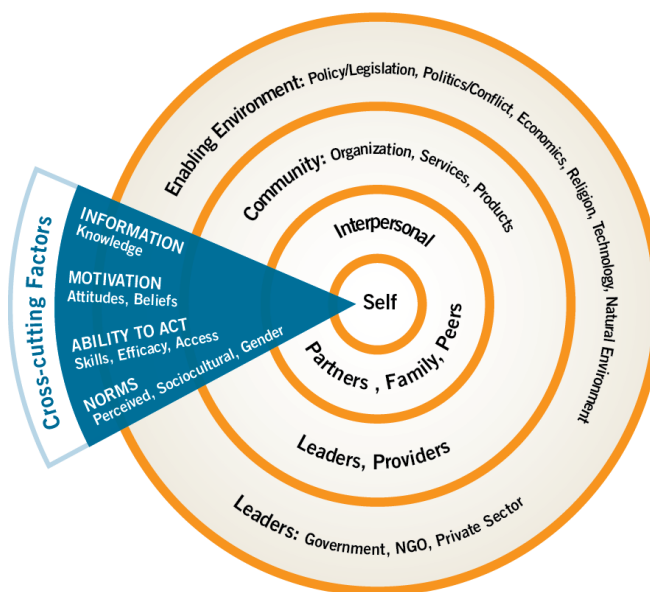 Enabling Environment: Policy/Legislation, Politics/Conflict, Economics, Religion, Technology, Natural Environment
Community: Organization, Services, Products
Interpersonal
Self
Partners , Family, Peers
Leaders, Providers
Leaders: Government, NGO, Private Sector
Cross-cutting Factors
INFORMATION
Knowledge
MOTIVATION
Attitudes, Beliefs
ABILITY TO ACT
Skills, Efficacy, Access
NORMS
Perceived, Sociocultural, Gender